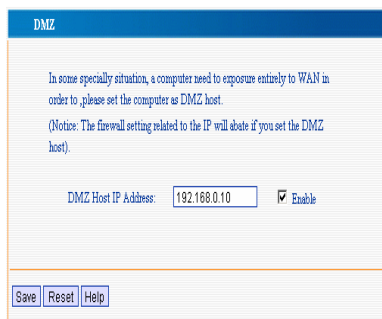 DMZ
In some specially situation, a computer need to exposure entirely to WAN in
order to ,please set the computer as DMZ host.
(Notice: The firewall setting related to the IP will abate if you set the DMZ
host).
DMZ Host IP Address: 192.168.0.10 Enable
Save Reset Help